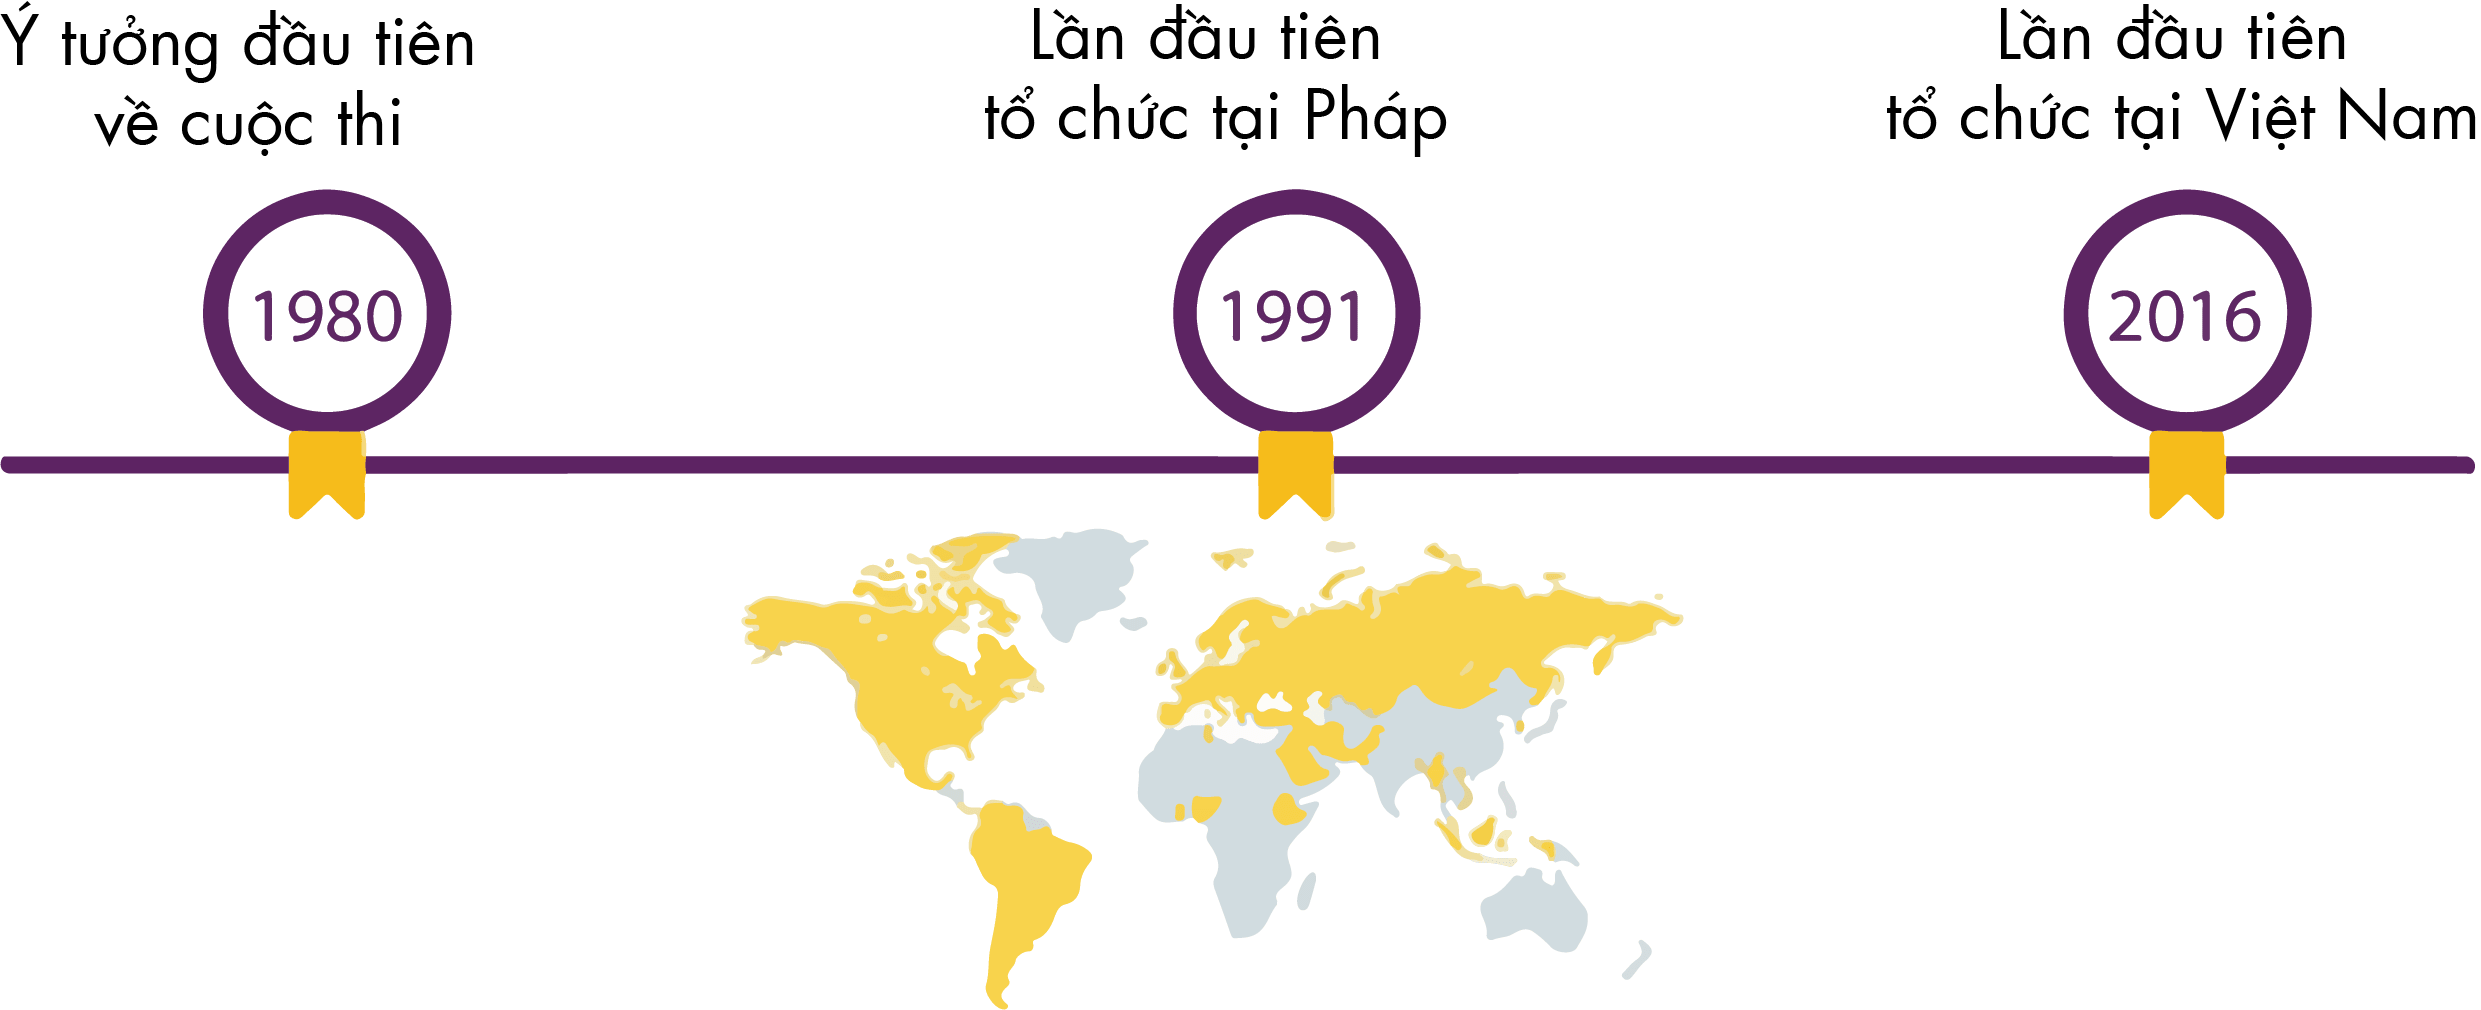 Ý tưởng đầu tiên
về cuộc thi
Lần đầu tiên
tổ chức tại Pháp
Lần đầu tiên
tổ chức tại Việt Nam
1980
1991
2016